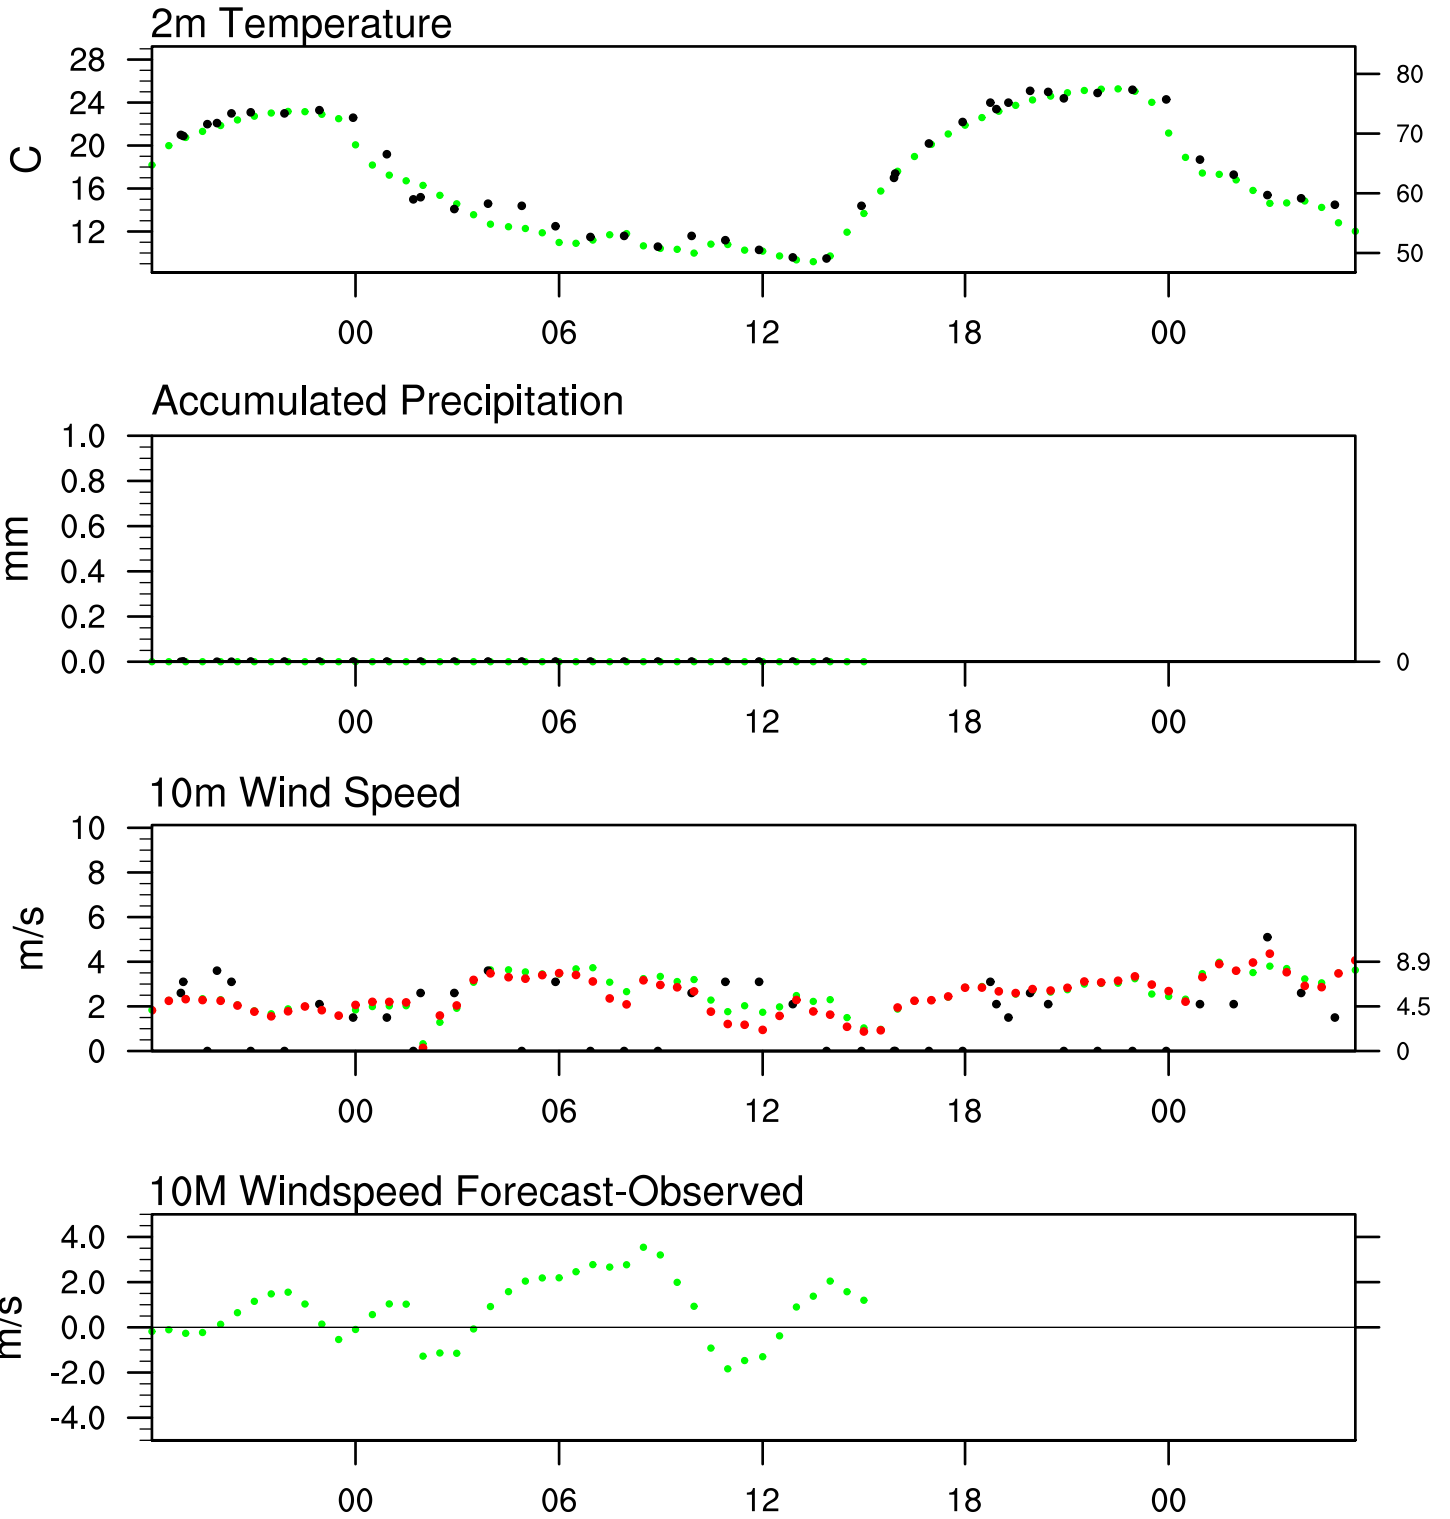 2m Temperature
28
24
20
16
12
C
80
70
60
50
00 06 12 18 00
Accumulated Precipitation
1.0
0.8
0.6
0.4
0.2
0.0
mm
0
00 06 12 18 00
10m Wind Speed
10
8
6
4
2
0
m/s
8.9
4.5
0
00 06 12 18 00
10M Windspeed Forecast-Observed
4.0
2.0
0.0
-2.0
-4.0
m/s
00 06 12 18 00